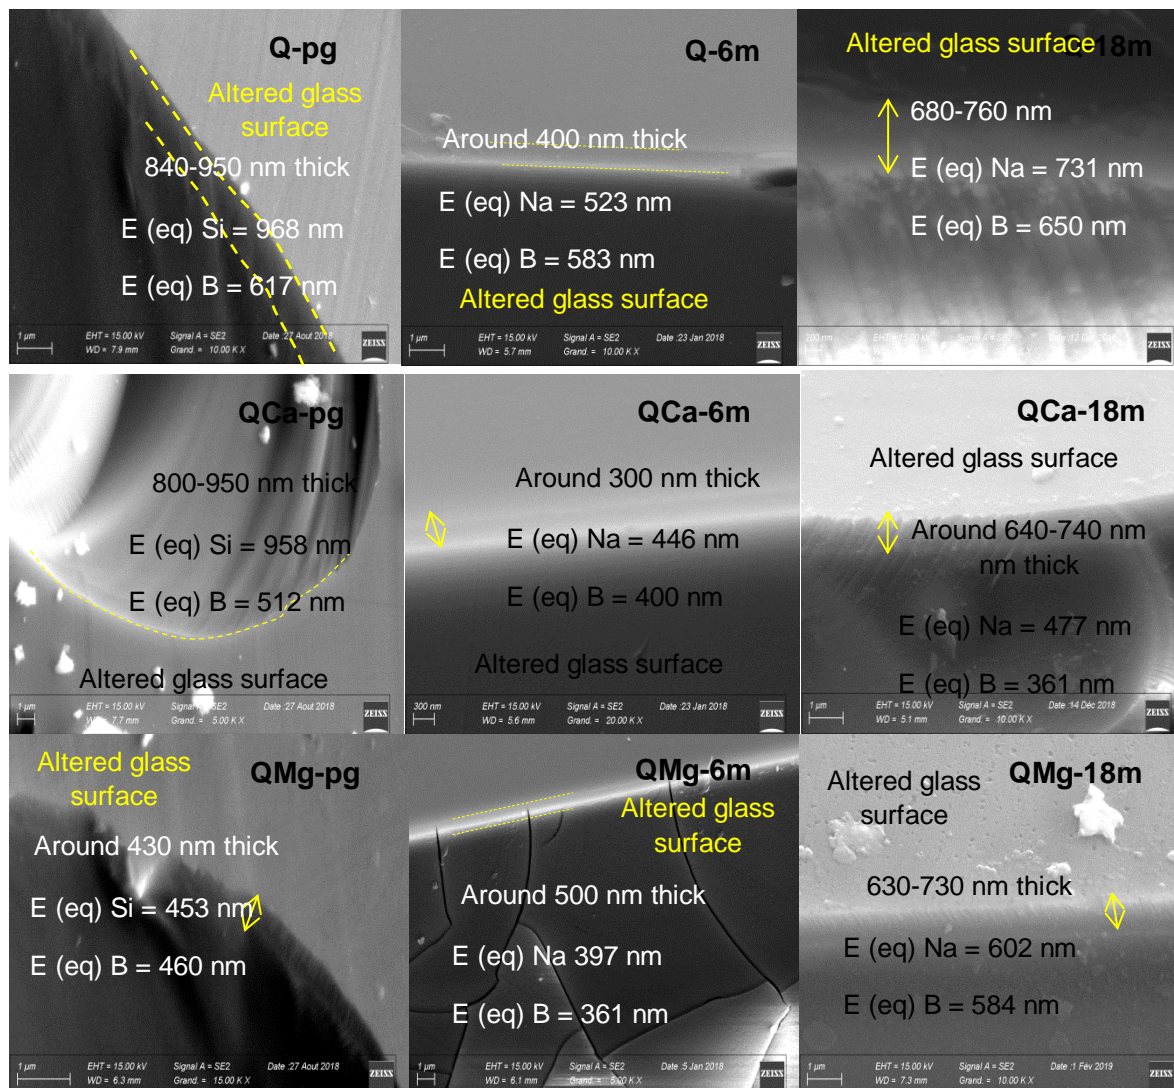 Q-pg
Altered glass
surface
840-950 nm thick
E (eq) Si = 968 nm
E (eq) B = 617 nm
1 µm
EHT = 15.00 kV Signal A = SE2 Date :27 Aout 2018
WD = 7.9 mm Grand. = 10.00 K X
ZEISS
Q-6m
Around 400 nm thick
E (eq) Na = 523 nm
E (eq) B = 583 nm
Altered glass surface
1 µm
EHT = 15.00 kV Signal A = SE2 Date :23 Jan 2018
WD = 5.7 mm Grand. = 10.00 K X
ZEISS
Q-18m
Altered glass surface
680-760 nm
E (eq) Na = 731 nm
E (eq) B = 650 nm
200 nm
EHT = 15.00 kV Signal A = SE2
ZEISS
QCa-pg
800-950 nm thick
E (eq) Si = 958 nm
E (eq) B = 512 nm
Altered glass surface
1 µm
EHT = 15.00 kV Signal A = SE2 Date :27 Aout 2018
WD = 7.7 mm Grand. = 5.00 K X
ZEISS
QCa-6m
Around 300 nm thick
E (eq) Na = 446 nm
E (eq) B = 400 nm
Altered glass surface
300 nm
EHT = 15.00 kV Signal A = SE2 Date :23 Jan 2018
WD = 5.6 mm Grand. = 20.00 K X
ZEISS
QCa-18m
Altered glass surface
Around 640-740 nm
nm thick
E (eq) Na = 477 nm
E (eq) B = 361 nm
1 µm
EHT = 15.00 kV Signal A = SE2 Date :14 Déc 2018
WD = 5.1 mm Grand. = 10.00 K X
ZEISS
QMg-pg
Altered glass
surface
Around 430 nm thick
E (eq) Si = 453 nm
E (eq) B = 460 nm
1 µm
EHT = 15.00 kV Signal A = SE2 Date :27 Aout 2018
WD = 6.3 mm Grand. = 15.00 K X
ZEISS
QMg-6m
Altered glass
surface
Around 500 nm thick
E (eq) Na 397 nm
E (eq) B = 361 nm
1 µm
EHT = 15.00 kV Signal A = SE2 Date :5 Jan 2018
WD = 6.1 mm Grand. = 5.00 K X
ZEISS
QMg-18m
Altered glass
surface
630-730 nm thick
E (eq) Na = 602 nm
E (eq) B = 584 nm
1 µm
EHT = 15.00 kV Signal A = SE2 Date :1 Fév 2019
WD = 7.3 mm Grand. = 10.00 K X
ZEISS